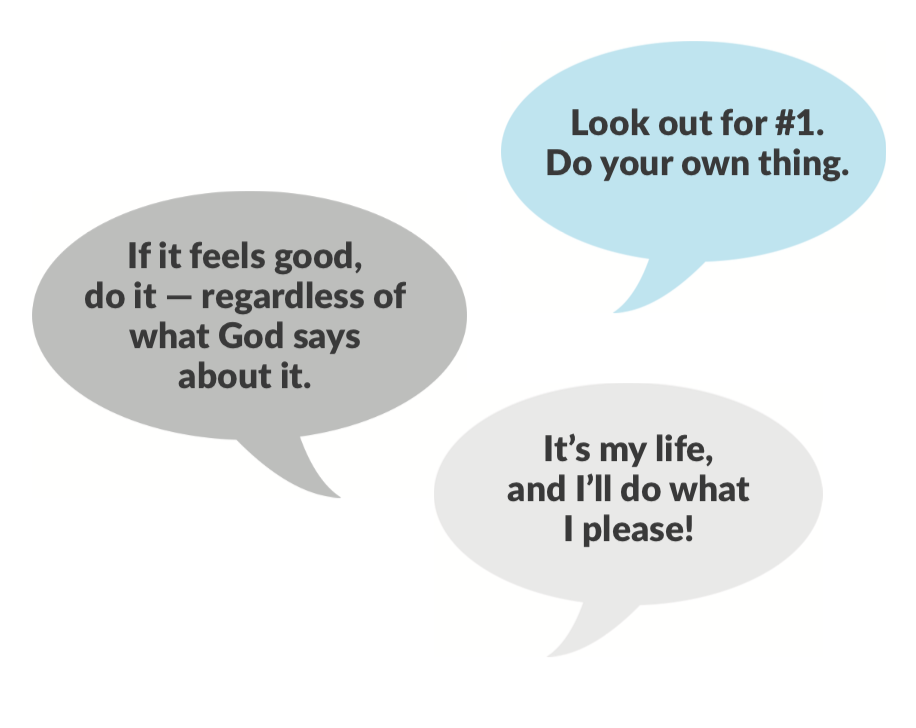 Look out for #1.
Do your own thing.
If it feels good,
do it — regardless of
what God says
about it.
It’s my life,
and I’ll do what
I please!